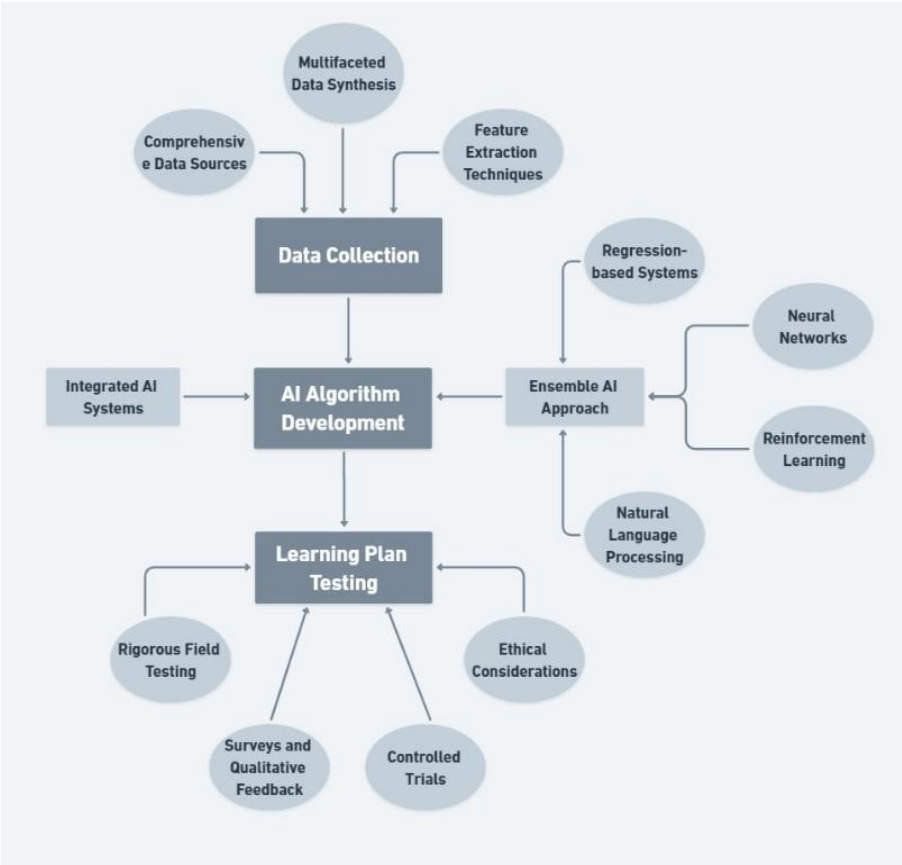 Multifaceted
Data Synthesis
Comprehensiv
e Data Sources
Feature
Extraction
Techniques
Data Collection
Regression-
based Systems
Neural
Networks
Integrated AI
Systems
AI Algorithm
Development
Ensemble AI
Approach
Reinforcement
Learning
Natural
Language
Processing
Learning Plan
Testing
Rigorous Field
Testing
Ethical
Considerations
Surveys and
Qualitative
Feedback
Controlled
Trials